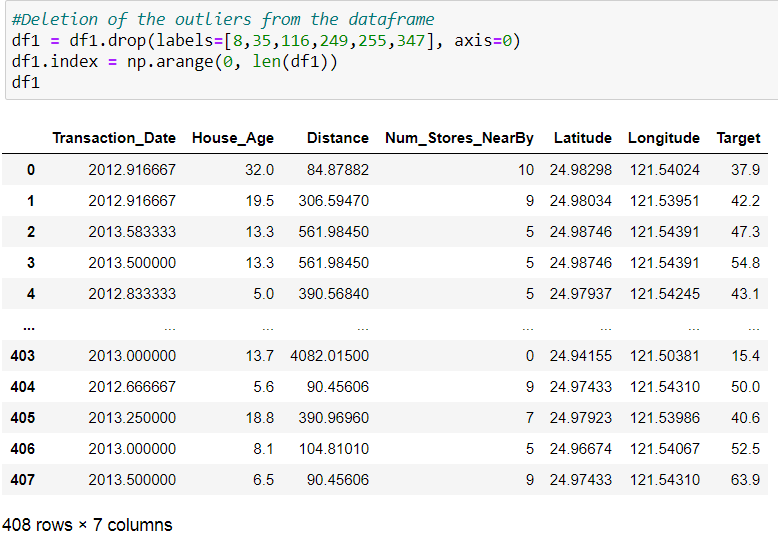 #Deletion of the outliers from the dataframe
df1 = df1.drop(labels=[8,35,116,249,255,347], axis=0)
df1.index = np.arange(0, len(df1))
df1
Transaction_Date House_Age Distance Num_Stores_NearBy Latitude Longitude Target
0 2012.916667 32.0 84.87882 10 24.98298 121.54024 37.9
1 2012.916667 19.5 306.59470 9 24.98034 121.53951 42.2
2 2013.583333 13.3 561.98450 5 24.98746 121.54391 47.3
3 2013.500000 13.3 561.98450 5 24.98746 121.54391 54.8
4 2012.833333 5.0 390.56840 5 24.97937 121.54245 43.1
... ... ... ... ... ... ... ...
403 2013.000000 13.7 4082.01500 0 24.94155 121.50381 15.4
404 2012.666667 5.6 90.45606 9 24.97433 121.54310 50.0
405 2013.250000 18.8 390.96960 7 24.97923 121.53986 40.6
406 2013.000000 8.1 104.81010 5 24.96674 121.54067 52.5
407 2013.500000 6.5 90.45606 9 24.97433 121.54310 63.9
408 rows × 7 columns